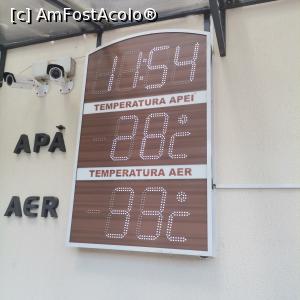 [c] AmFostAcolo®
11:54
TEMPERATURA APEI
28°c
APĂ
TEMPERATURA AER
33°c
AER